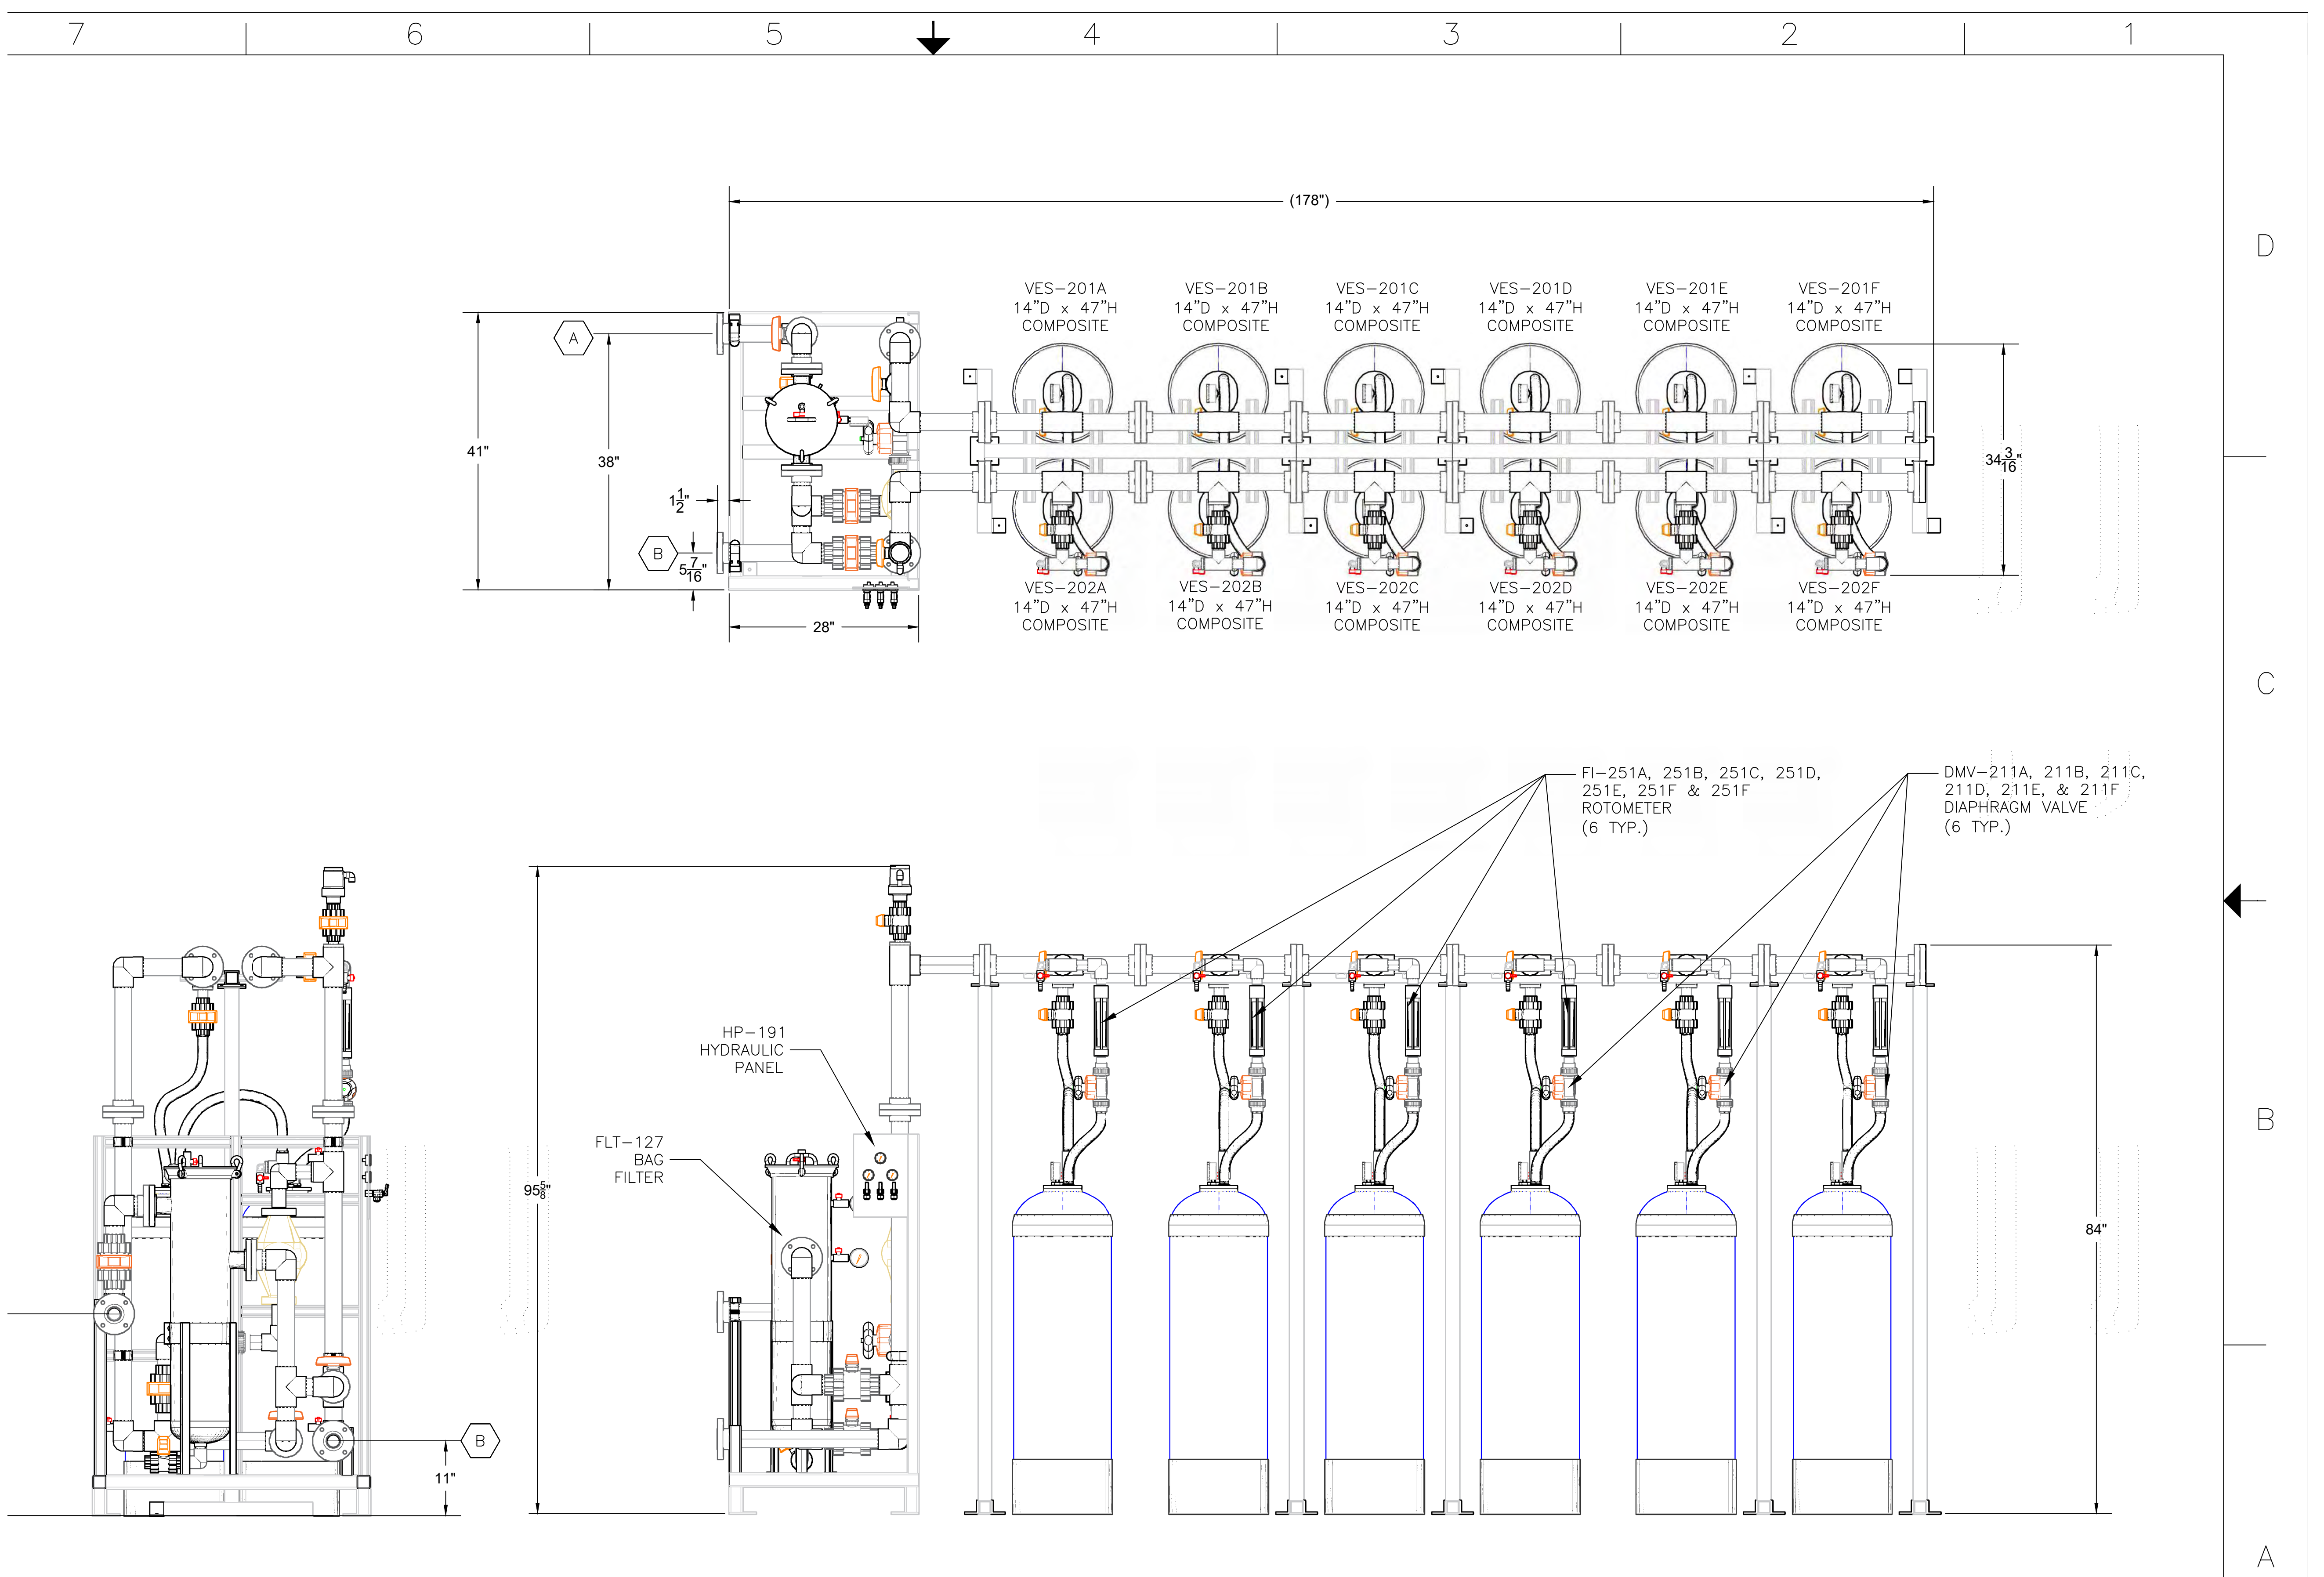 7 6 5 4 3 2 1
D
(178")
VES-201A
14"D x 47"H
COMPOSITE
VES-201B
14"D x 47"H
COMPOSITE
VES-201C
14"D x 47"H
COMPOSITE
VES-201D
14"D x 47"H
COMPOSITE
VES-201E
14"D x 47"H
COMPOSITE
VES-201F
14"D x 47"H
COMPOSITE
A
41"
38"
1 1/2"
B
5 7/16"
28"
34 3/16"
VES-202A
14"D x 47"H
COMPOSITE
VES-202B
14"D x 47"H
COMPOSITE
VES-202C
14"D x 47"H
COMPOSITE
VES-202D
14"D x 47"H
COMPOSITE
VES-202E
14"D x 47"H
COMPOSITE
VES-202F
14"D x 47"H
COMPOSITE
C
FI-251A, 251B, 251C, 251D,
251E, 251F & 251F
ROTOMETER
(6 TYP.)
DMV-211A, 211B, 211C,
211D, 211E, & 211F
DIAPHRAGM VALVE
(6 TYP.)
HP-191
HYDRAULIC
PANEL
FLT-127
BAG
FILTER
95 5/8"
84"
B
B
11"
A